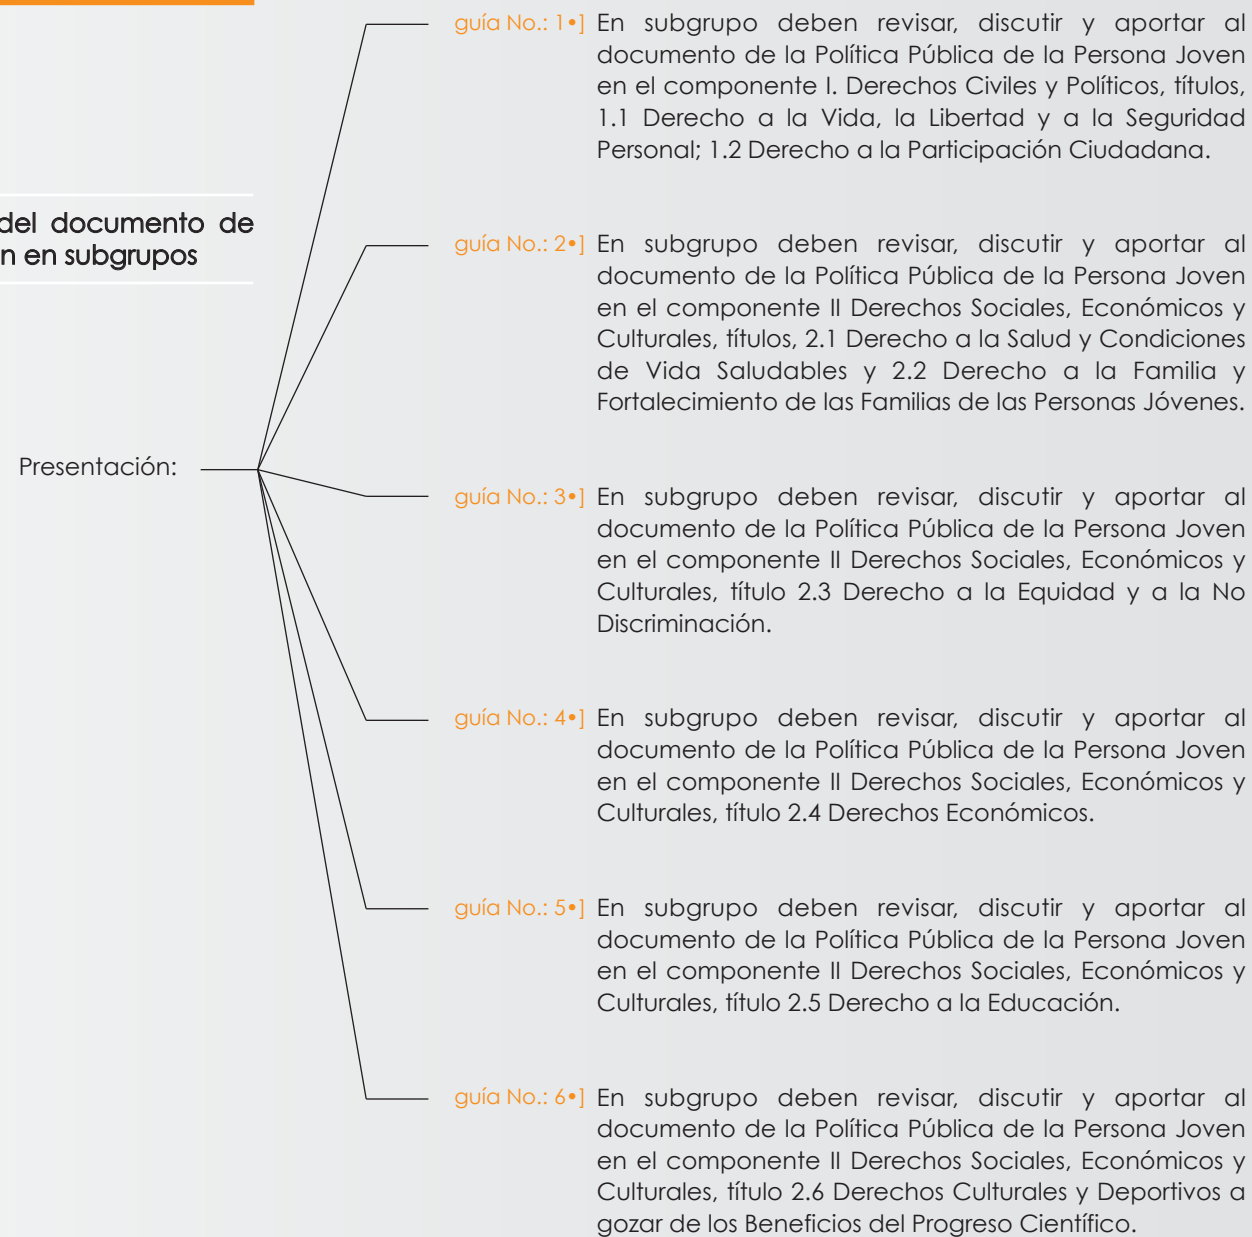 del documento de
n en subgrupos
Presentación:
guía No.: 1•] En subgrupo deben revisar, discutir y aportar al
documento de la Política Pública de la Persona Joven
en el componente I. Derechos Civiles y Políticos, títulos,
1.1 Derecho a la Vida, la Libertad y a la Seguridad
Personal; 1.2 Derecho a la Participación Ciudadana.
guía No.: 2•] En subgrupo deben revisar, discutir y aportar al
documento de la Política Pública de la Persona Joven
en el componente II Derechos Sociales, Económicos y
Culturales, títulos, 2.1 Derecho a la Salud y Condiciones
de Vida Saludables y 2.2 Derecho a la Familia y
Fortalecimiento de las Familias de las Personas Jóvenes.
guía No.: 3•] En subgrupo deben revisar, discutir y aportar al
documento de la Política Pública de la Persona Joven
en el componente II Derechos Sociales, Económicos y
Culturales, título 2.3 Derecho a la Equidad y a la No
Discriminación.
guía No.: 4•] En subgrupo deben revisar, discutir y aportar al
documento de la Política Pública de la Persona Joven
en el componente II Derechos Sociales, Económicos y
Culturales, título 2.4 Derechos Económicos.
guía No.: 5•] En subgrupo deben revisar, discutir y aportar al
documento de la Política Pública de la Persona Joven
en el componente II Derechos Sociales, Económicos y
Culturales, título 2.5 Derecho a la Educación.
guía No.: 6•] En subgrupo deben revisar, discutir y aportar al
documento de la Política Pública de la Persona Joven
en el componente II Derechos Sociales, Económicos y
Culturales, título 2.6 Derechos Culturales y Deportivos a
gozar de los Beneficios del Progreso Científico.